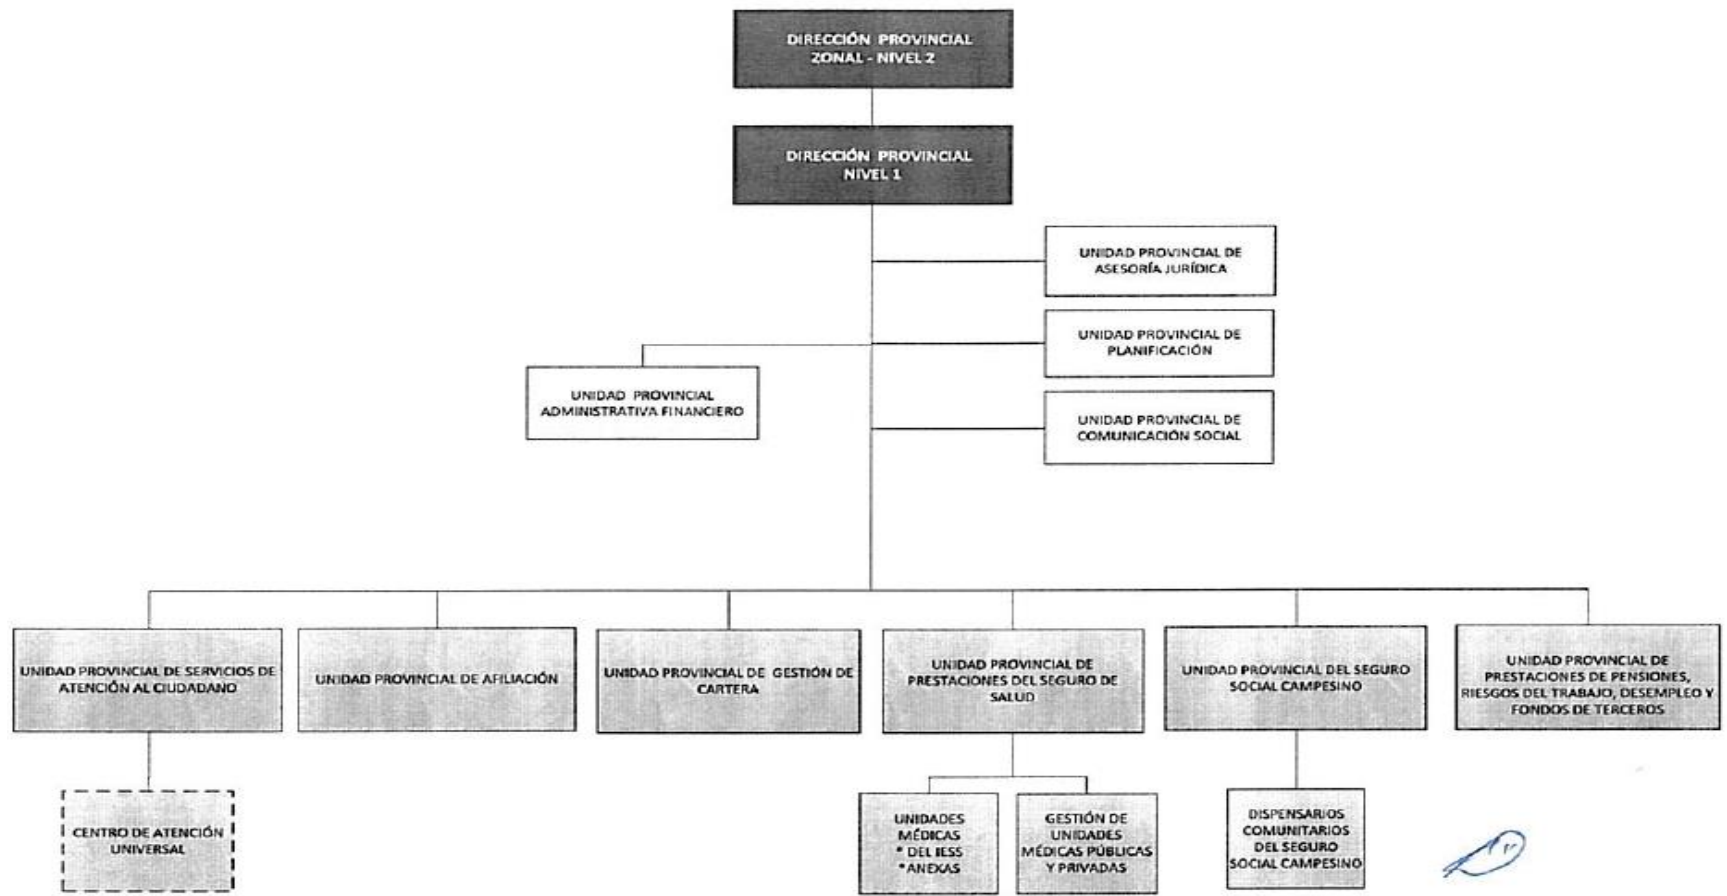 DIRECCIÓN PROVINCIAL
ZONAL - NIVEL 2
DIRECCIÓN PROVINCIAL
NIVEL 1
UNIDAD PROVINCIAL DE
ASESORÍA JURÍDICA
UNIDAD PROVINCIAL DE
PLANIFICACIÓN
UNIDAD PROVINCIAL
ADMINISTRATIVA FINANCIERO
UNIDAD PROVINCIAL DE
COMUNICACIÓN SOCIAL
UNIDAD PROVINCIAL DE SERVICIOS DE
ATENCIÓN AL CIUDADANO
UNIDAD PROVINCIAL DE AFILIACIÓN
UNIDAD PROVINCIAL DE GESTIÓN DE
CARTERA
UNIDAD PROVINCIAL DE
PRESTACIONES DEL SEGURO DE
SALUD
UNIDAD PROVINCIAL DEL SEGURO
SOCIAL CAMPESINO
UNIDAD PROVINCIAL DE
PRESTACIONES DE PENSIONES,
RIESGOS DEL TRABAJO, DESEMPLEO Y
FONDOS DE TERCEROS
CENTRO DE ATENCIÓN
UNIVERSAL
UNIDADES
MÉDICAS
* DEL IESS
*ANEXAS
GESTIÓN DE
UNIDADES
MÉDICAS PÚBLICAS
Y PRIVADAS
DISPENSARIOS
COMUNITARIOS
DEL SEGURO
SOCIAL CAMPESINO